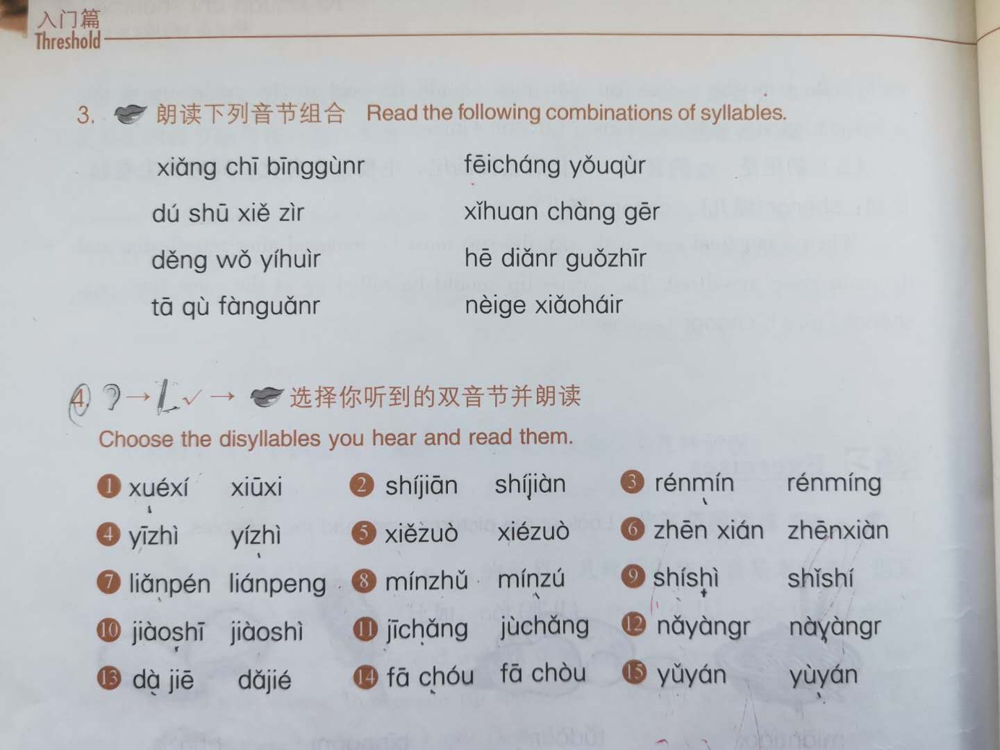 入门篇
Threshold
3. 朗读下列音节组合 Read the following combinations of syllables.
xiǎng chī bīnggùnr fēicháng yǒuqùr
dú shū xiě zìr xǐhuan chàng gēr
děng wǒ yíhuìr hē diǎnr guǒzhīr
tā qù fànguǎnr nèige xiǎoháir
4. → ✓ → 选择你听到的双音节并朗读
Choose the disyllables you hear and read them.
1 xuéxí xiūxi 2 shíjiān shíjiàn 3 rénmín rénmíng
4 yīzhì yízhì 5 xiězuò xiézuò 6 zhēn xián zhēnxiàn
7 liǎnpén liánpeng 8 mínzhǔ mínzú 9 shíshì shǐshí
10 jiàoshī jiàoshì 11 jīchǎng jùchǎng 12 nǎyàngr nàyàngr
13 dà jiē dǎjié 14 fā chóu fā chòu 15 yǔyán yùyán